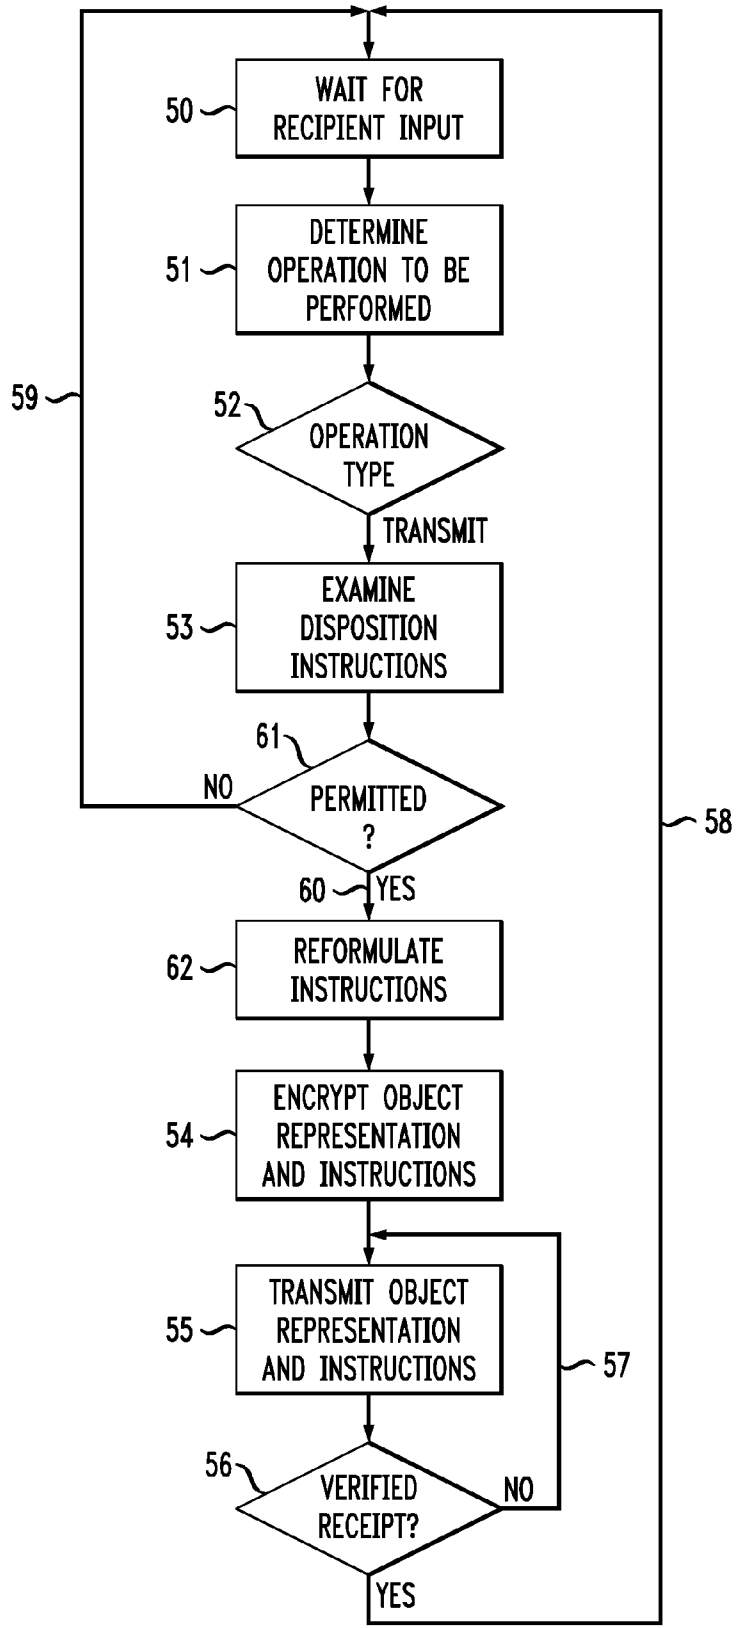 50
WAIT FOR
RECIPIENT INPUT
51
DETERMINE
OPERATION TO BE
PERFORMED
59
52
OPERATION
TYPE
TRANSMIT
53
EXAMINE
DISPOSITION
INSTRUCTIONS
61
NO
PERMITTED
?
58
60
YES
62
REFORMULATE
INSTRUCTIONS
54
ENCRYPT OBJECT
REPRESENTATION
AND INSTRUCTIONS
55
TRANSMIT OBJECT
REPRESENTATION
AND INSTRUCTIONS
57
56
VERIFIED
RECEIPT?
NO
YES